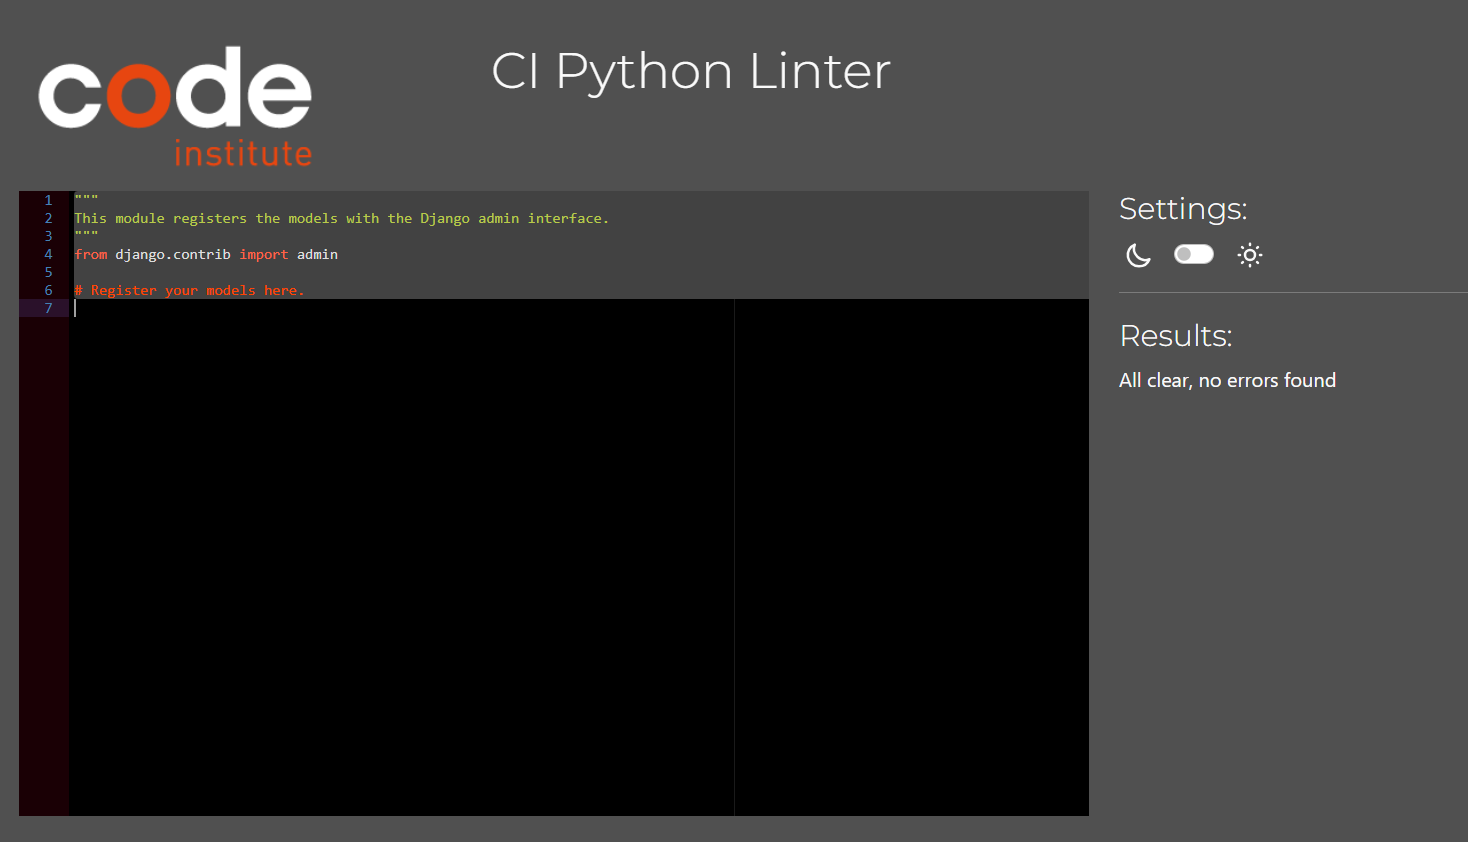 code
institute
CI Python Linter
1 """
2 This module registers the models with the Django admin interface.
3 """
4 from django.contrib import admin
5
6 # Register your models here.
7
Settings:
Results:
All clear, no errors found